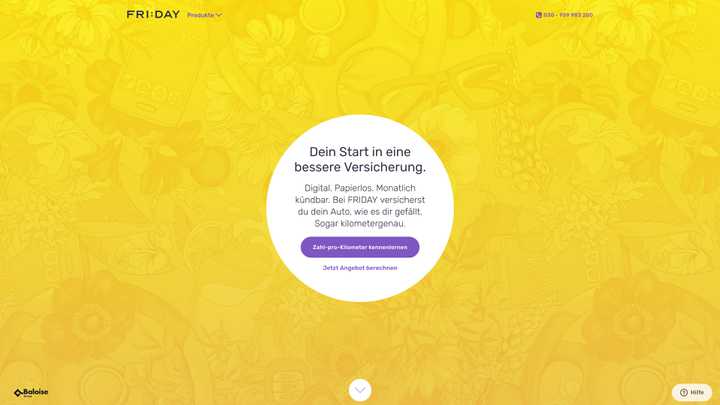 FRI:DAY Produkte
030 - 959 983 200
Dein Start in eine
bessere Versicherung.
Digital. Papierlos. Monatlich
kündbar. Bei FRIDAY versicherst
du dein Auto, wie es dir gefällt.
Sogar kilometergenau.
Zahl-pro-Kilometer kennenlernen
Jetzt Angebot berechnen
Baloise
Hilfe